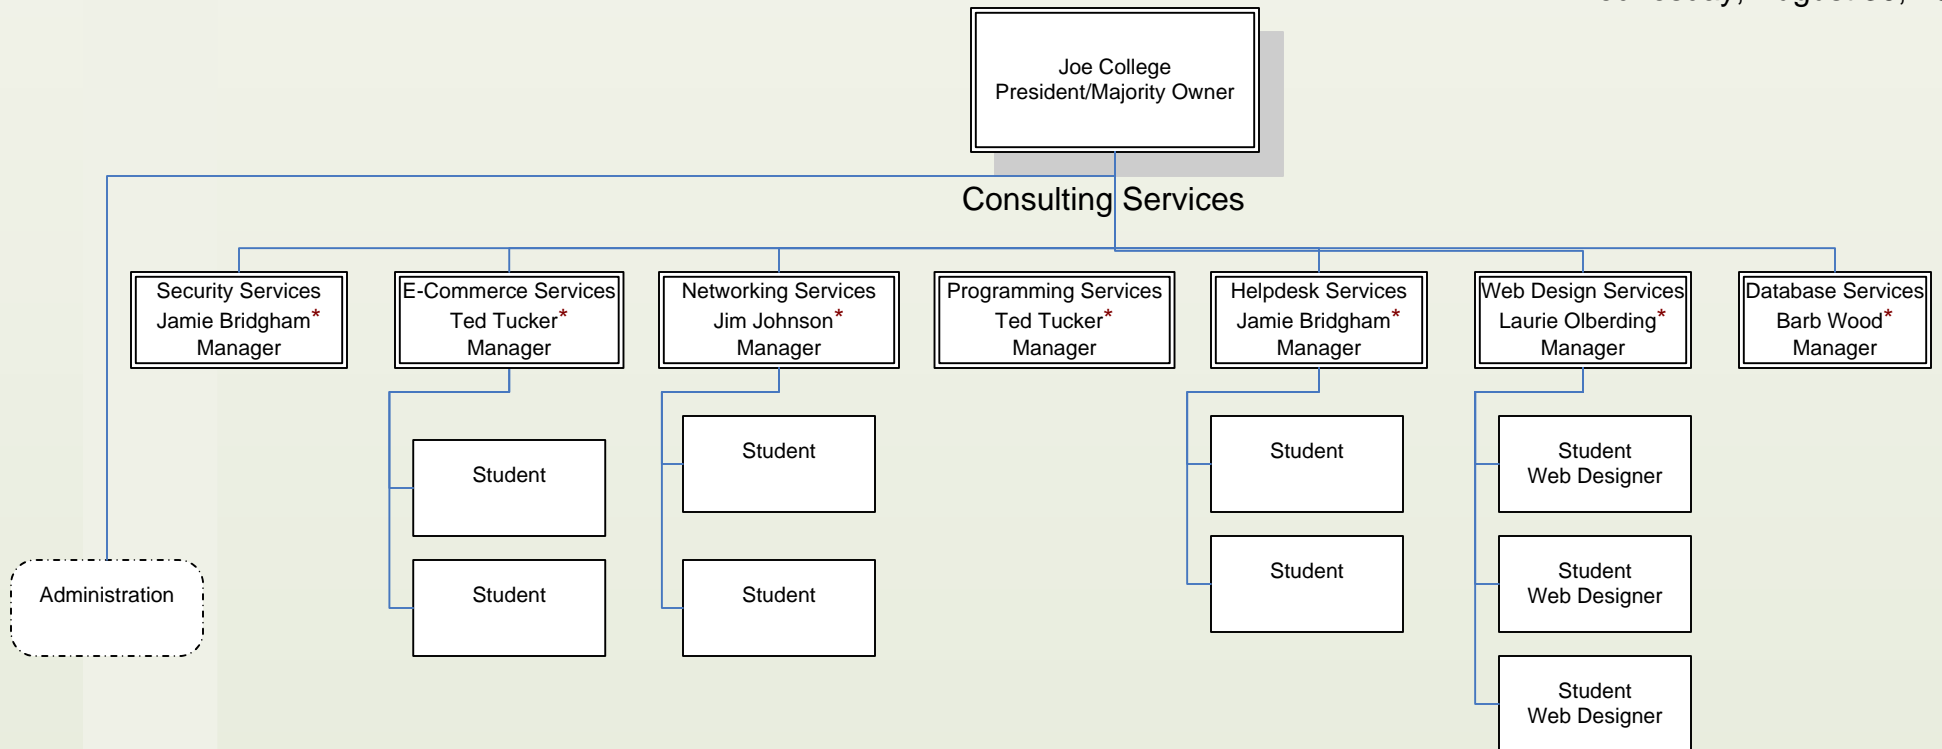 Joe College
President/Majority Owner
Consulting Services
Security Services
Jamie Bridgham*
Manager
E-Commerce Services
Ted Tucker*
Manager
Networking Services
Jim Johnson*
Manager
Programming Services
Ted Tucker*
Manager
Helpdesk Services
Jamie Bridgham*
Manager
Web Design Services
Laurie Olberding*
Manager
Database Services
Barb Wood*
Manager
Student
Student
Student
Student
Student
Student
Student
Web Designer
Student
Web Designer
Student
Web Designer
Administration